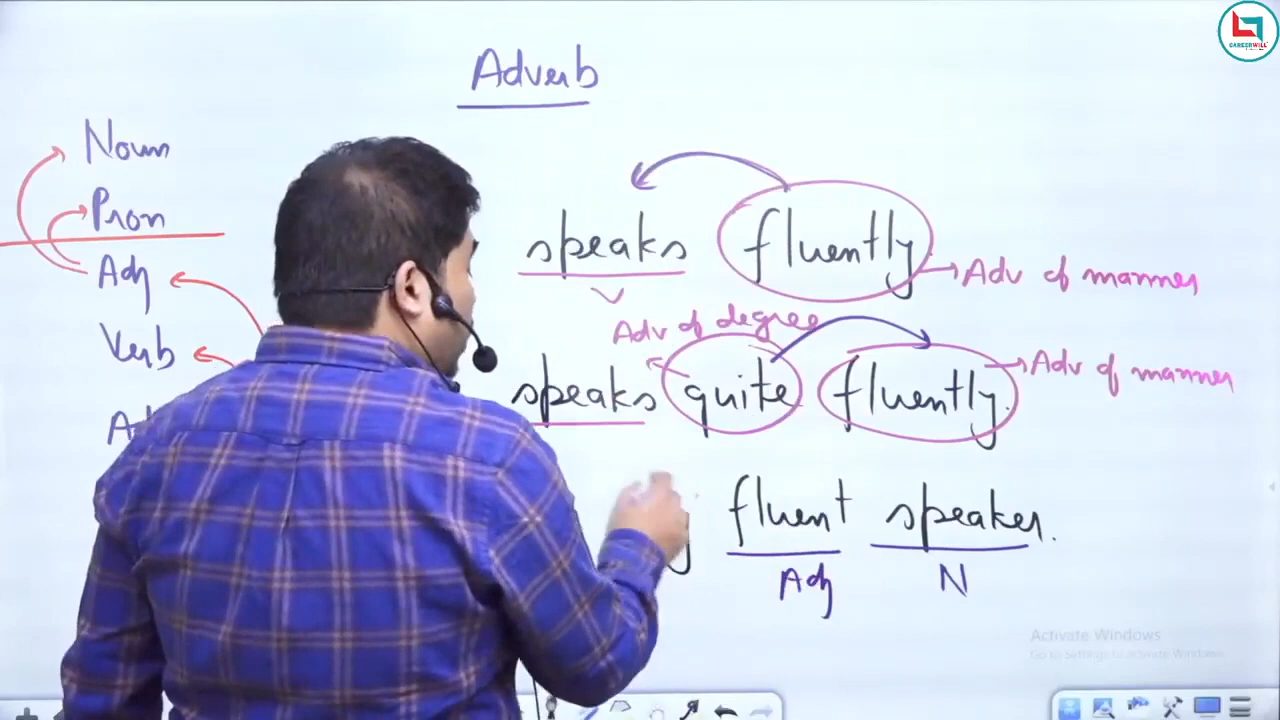 CAREERWILL
Adverb
Noun
Pron
Adj
Verb
speaks fluently
V
Adv of manner
Adv of degree
speaks quite fluently.
Adv of manner
fluent speaker.
Adj N
Activate Windows
Go to Settings to activate Windows.